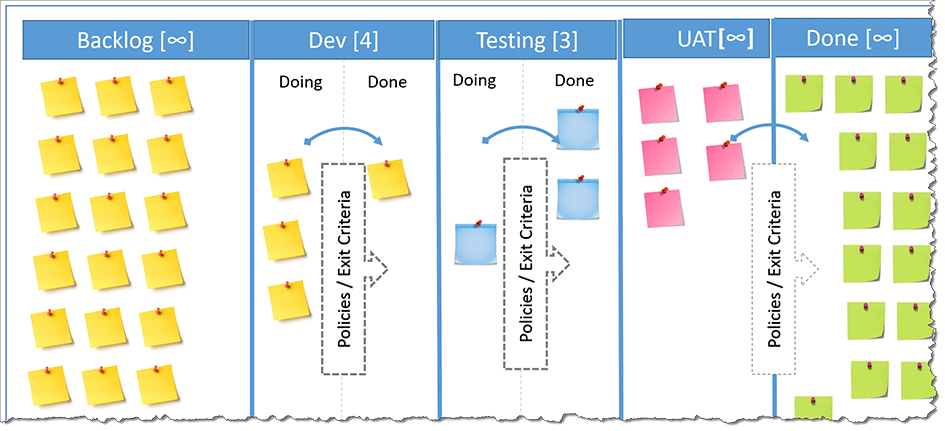 Backlog [∞]
Dev [4]
Testing [3]
UAT[∞]
Done [∞]
Doing
Done
Doing
Done
Policies / Exit Criteria
Policies / Exit Criteria
Policies / Exit Criteria